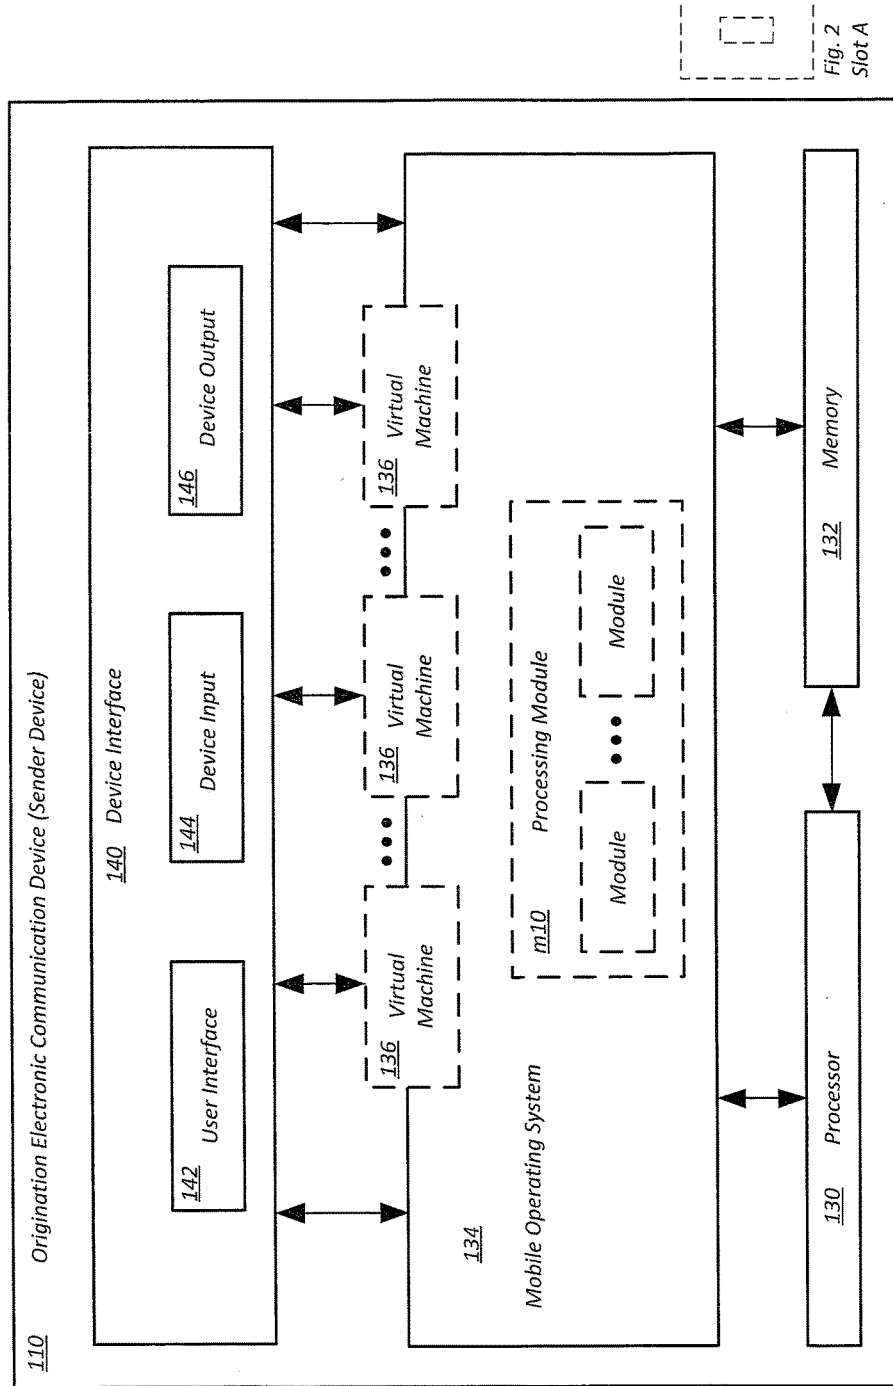 110 Origination Electronic Communication Device (Sender Device)
140 Device Interface
142
User Interface
144
Device Input
146
Device Output
136 Virtual
Machine
136 Virtual
Machine
136 Virtual
Machine
134
Mobile Operating System
m10 Processing Module
Module
Module
130 Processor
132 Memory
Fig. 2
Slot A